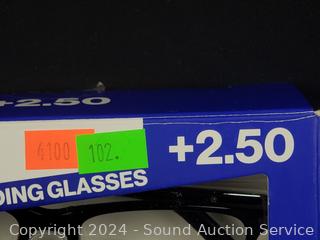 +2.50
4100
102.
+2.50
DING GLASSES
Copyright © 2024 - Sound Auction Service